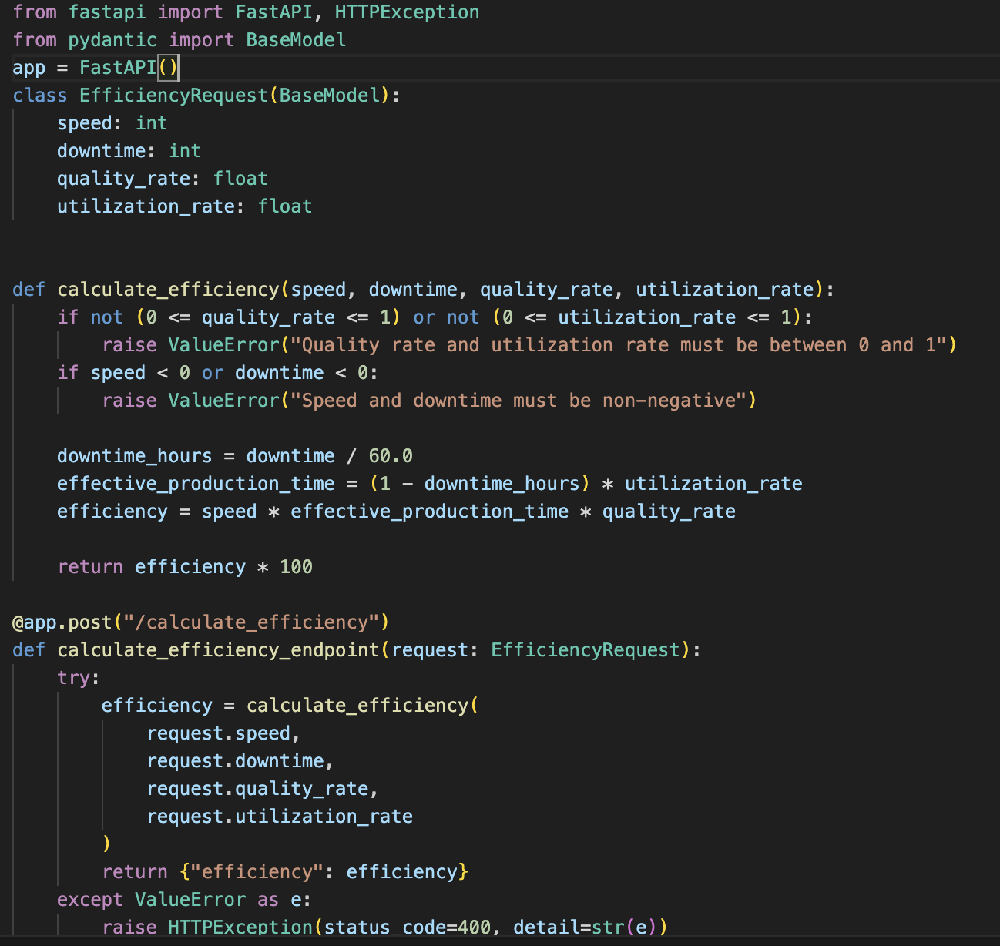 from fastapi import FastAPI, HTTPException
from pydantic import BaseModel
app = FastAPI()
class EfficiencyRequest(BaseModel):
    speed: int
    downtime: int
    quality_rate: float
    utilization_rate: float
def calculate_efficiency(speed, downtime, quality_rate, utilization_rate):
    if not (0 <= quality_rate <= 1) or not (0 <= utilization_rate <= 1):
        raise ValueError("Quality rate and utilization rate must be between 0 and 1")
    if speed < 0 or downtime < 0:
        raise ValueError("Speed and downtime must be non-negative")
    downtime_hours = downtime / 60.0
    effective_production_time = (1 - downtime_hours) * utilization_rate
    efficiency = speed * effective_production_time * quality_rate
    return efficiency * 100
@app.post("/calculate_efficiency")
def calculate_efficiency_endpoint(request: EfficiencyRequest):
    try:
        efficiency = calculate_efficiency(
            request.speed,
            request.downtime,
            request.quality_rate,
            request.utilization_rate
        )
        return {"efficiency": efficiency}
    except ValueError as e:
        raise HTTPException(status_code=400, detail=str(e))